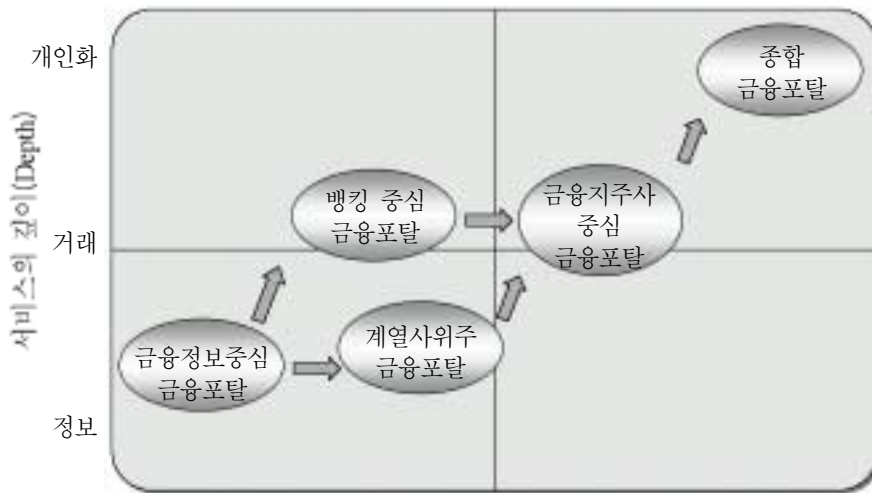 개인화
종합
금융포탈
서비스의 깊이(Depth)
뱅킹 중심
금융포탈
금융지주사
중심
금융포탈
거래
계열사위주
금융포탈
금융정보중심
금융포탈
정보